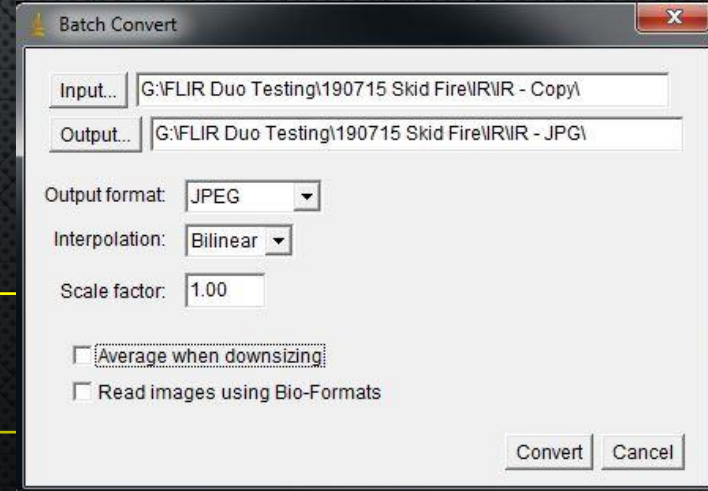 Batch Convert
Input... G:\FLIR Duo Testing\190715 Skid Fire\IR\IR - Copy\
Output... G:\FLIR Duo Testing\190715 Skid Fire\IR\IR - JPG\
Output format: JPEG
Interpolation: Bilinear
Scale factor: 1.00
Average when downsizing
Read images using Bio-Formats
Convert Cancel